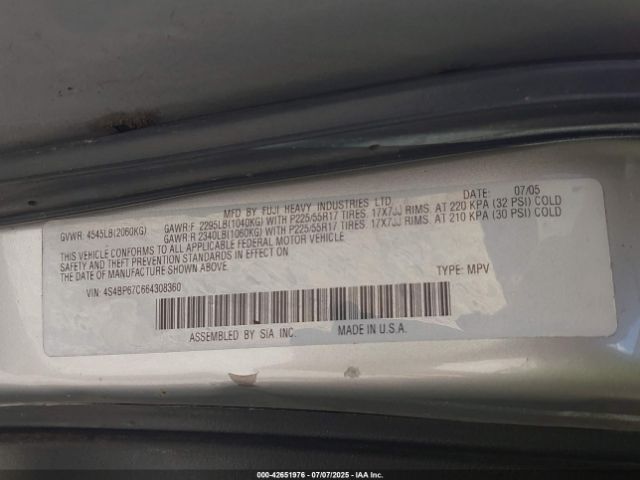 MFD BY FUJI HEAVY INDUSTRIES LTD. DATE: 07/05
GVWR: 4545LB(2060KG) GAWR:F 2295LB(1040KG) WITH P225/55R17 TIRES. 17X7JJ RIMS. AT 220 KPA (32 PSI) COLD
GAWR:R 2340LB(1060KG) WITH P225/55R17 TIRES. 17X7JJ RIMS. AT 210 KPA (30 PSI) COLD
THIS VEHICLE CONFORMS TO ALL APPLICABLE FEDERAL MOTOR VEHICLE
SAFETY AND THEFT PREVENTION STANDARDS IN EFFECT ON THE
DATE OF MANUFACTURE SHOWN ABOVE.
VIN: 4S4BP67C664308360 TYPE: MPV
ASSEMBLED BY SIA INC. MADE IN U.S.A.
000-42651976 | 07/07/2025 | IAAI.COM